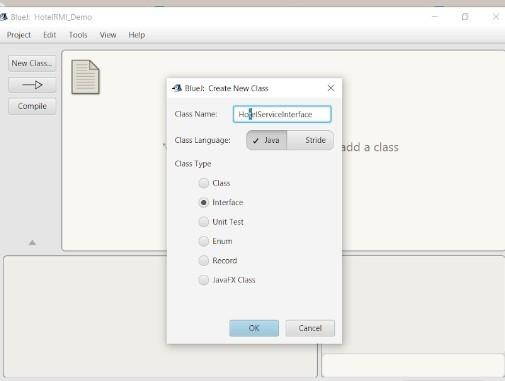 BlueJ: HotelRMI_Demo
Project Edit Tools View Help
New Class...
Compile
add a class
BlueJ: Create New Class
Class Name: HotelServiceInterface
Class Language: Java Stride
Class Type
Class
Interface
Unit Test
Enum
Record
JavaFX Class
OK Cancel